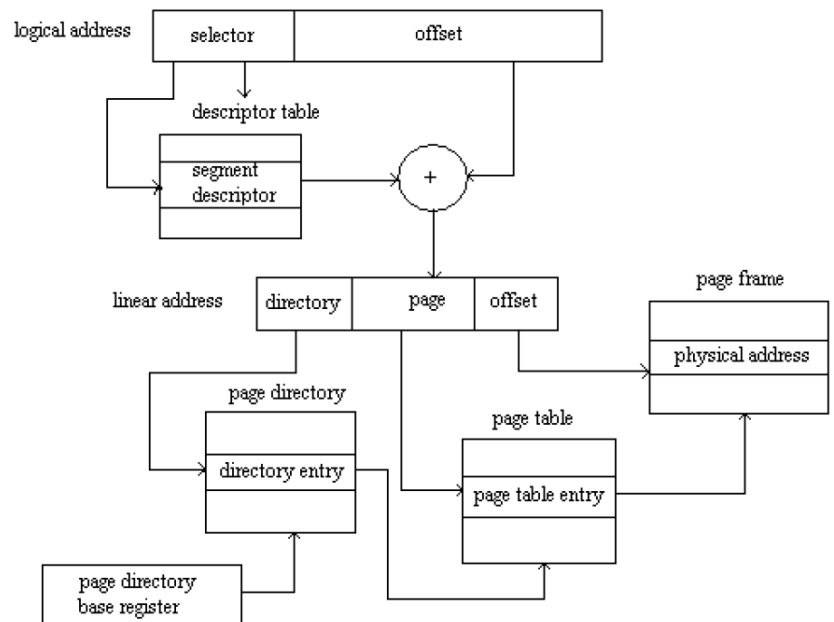 logical address
selector
offset
descriptor table
segment
descriptor
+
linear address
directory
page
offset
page frame
physical address
page directory
directory entry
page table
page table entry
page directory
base register